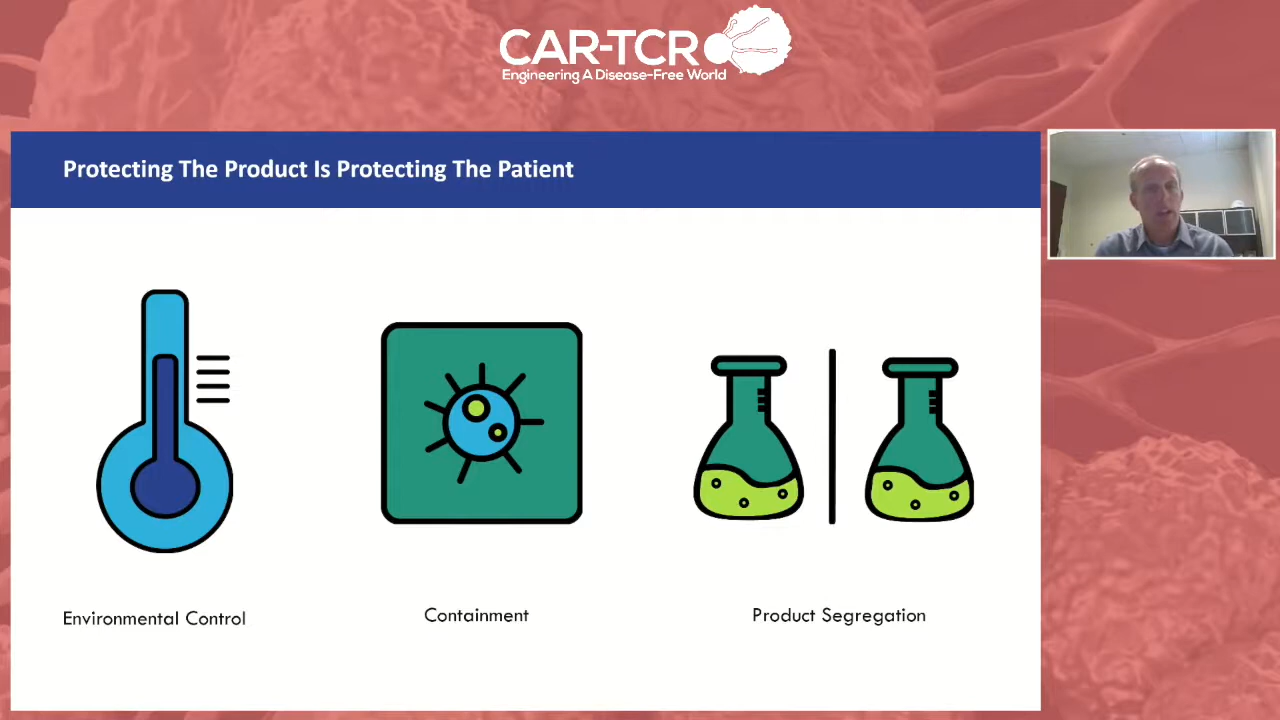 CAR-TCR
Engineering A Disease-Free World
Protecting The Product Is Protecting The Patient
Environmental Control
Containment
Product Segregation